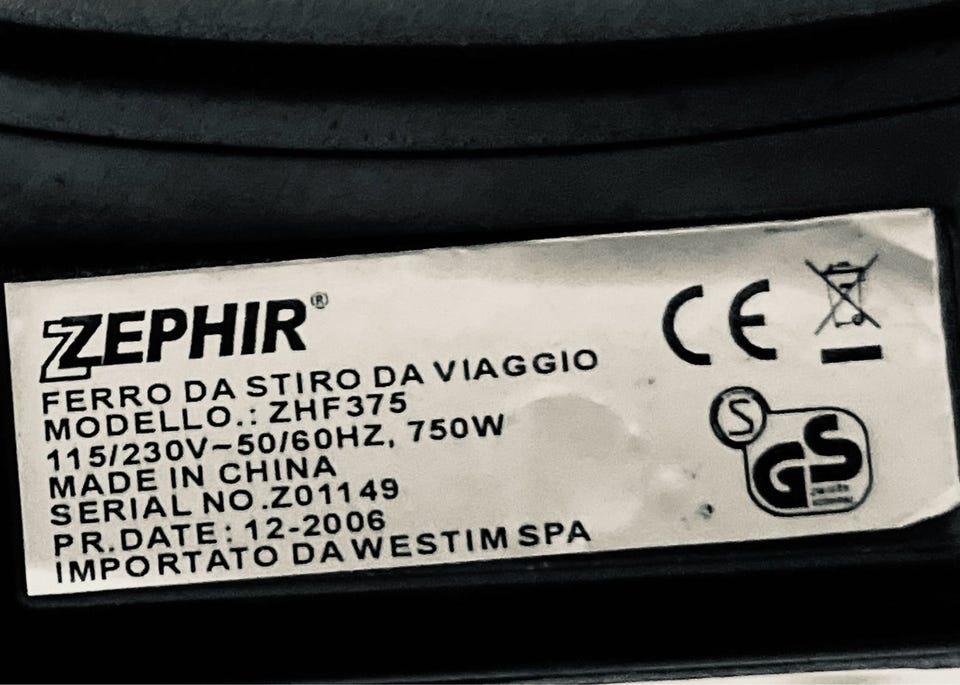 ZEPHIR®
FERRO DA STIRO DA VIAGGIO
MODELLO.: ZHF375
115/230V~50/60HZ, 750W
MADE IN CHINA
SERIAL NO.Z01149
PR.DATE: 12-2006
IMPORTATO DA WESTIM SPA
CE
S
GS